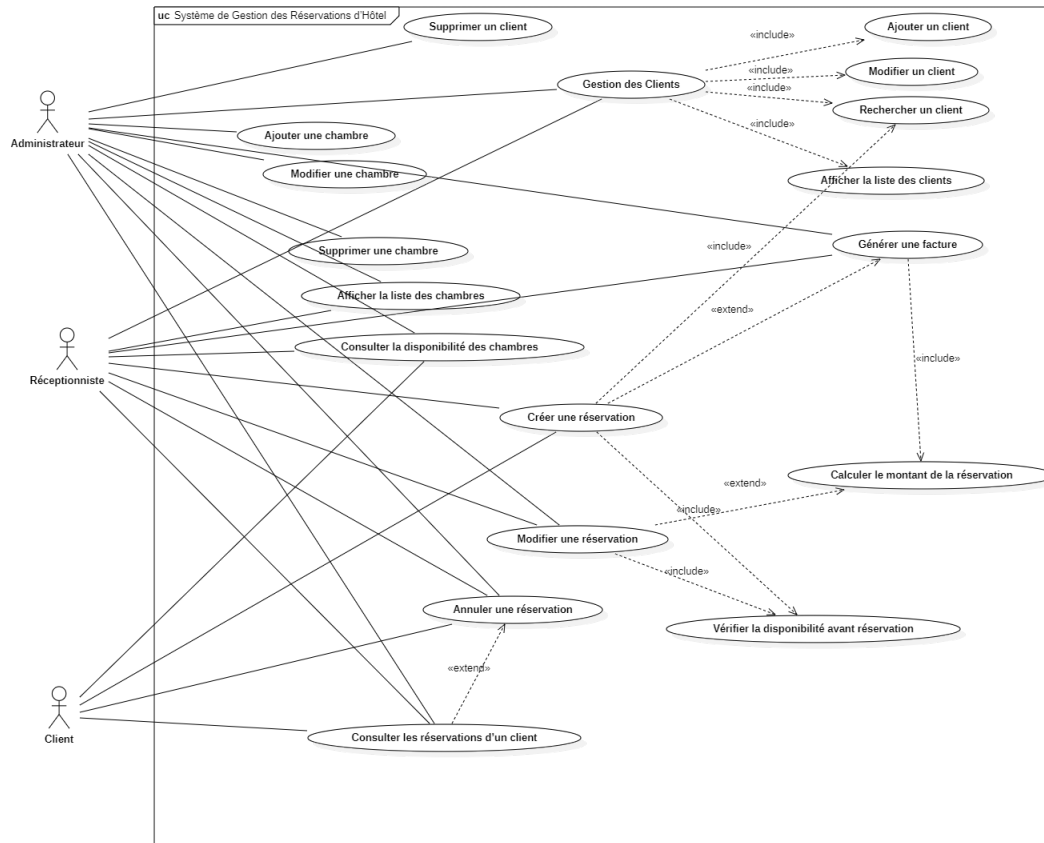 uc Système de Gestion des Réservations d'Hôtel
Supprimer un client
«include»
Ajouter un client
«include»
Modifier un client
Gestion des Clients
«include»
Rechercher un client
«include»
Administrateur
Ajouter une chambre
Modifier une chambre
Afficher la liste des clients
«include»
Générer une facture
Supprimer une chambre
Afficher la liste des chambres
«extend»
Consulter la disponibilité des chambres
«include»
Réceptionniste
Créer une réservation
Calculer le montant de la réservation
«extend»
«include»
Modifier une réservation
«include»
Annuler une réservation
Vérifier la disponibilité avant réservation
«extend»
Client
Consulter les réservations d'un client